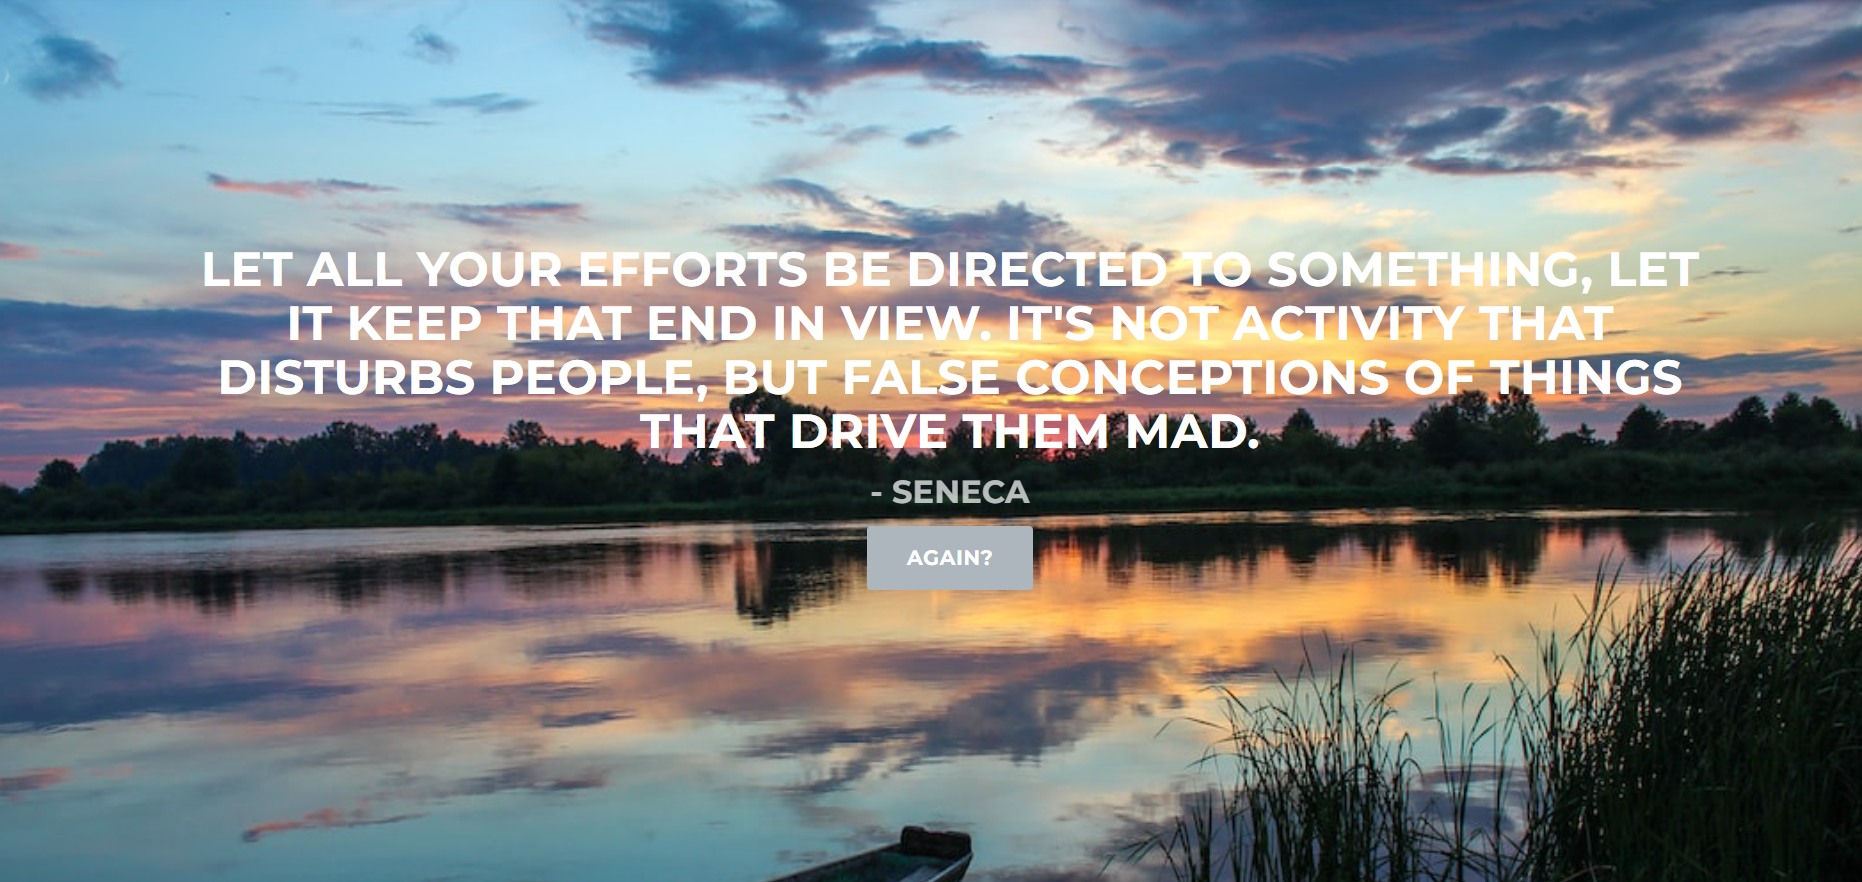 LET ALL YOUR EFFORTS BE DIRECTED TO SOMETHING, LET
IT KEEP THAT END IN VIEW. IT'S NOT ACTIVITY THAT
DISTURBS PEOPLE, BUT FALSE CONCEPTIONS OF THINGS
THAT DRIVE THEM MAD.
- SENECA
AGAIN?